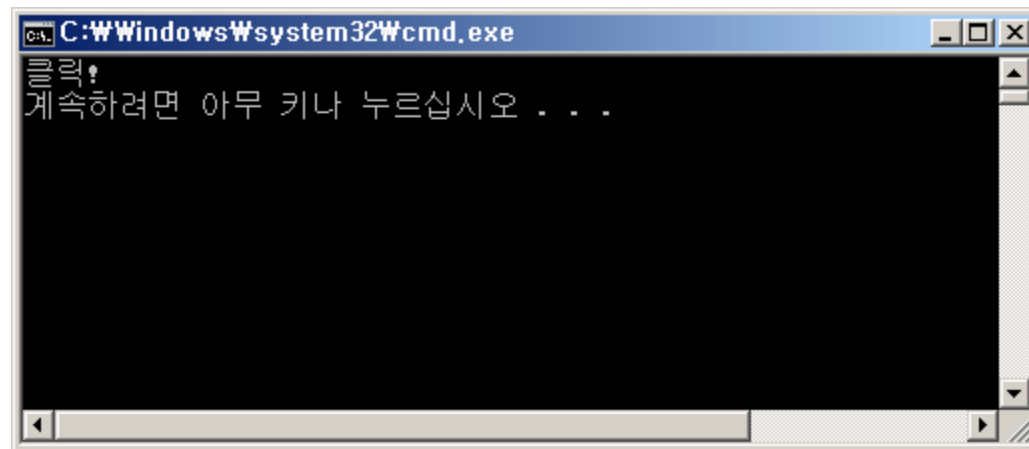 C:₩Windows₩system32₩cmd.exe
클릭!
계속하려면 아무 키나 누르십시오 . . .